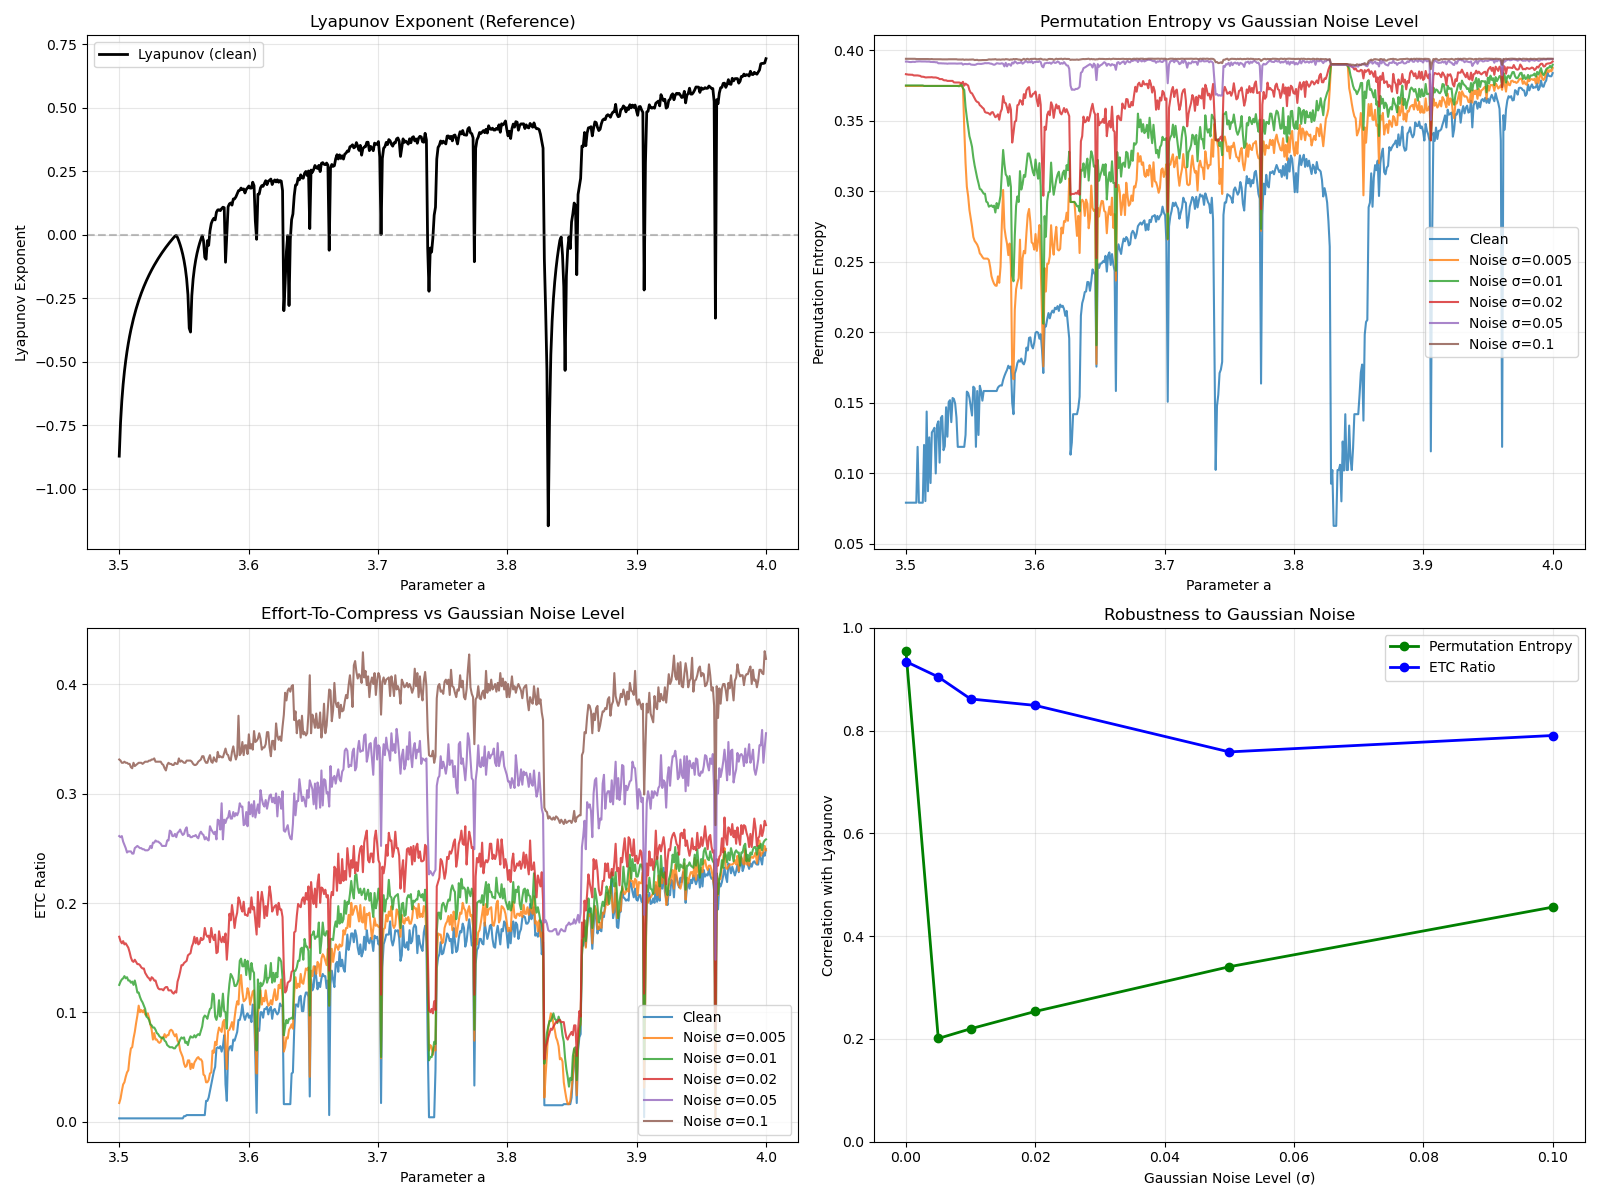 Lyapunov Exponent (Reference)
0.75
0.50
0.25
0.00
−0.25
−0.50
−0.75
−1.00
Lyapunov Exponent
Lyapunov (clean)
3.5 3.6 3.7 3.8 3.9 4.0
Parameter a
Permutation Entropy vs Gaussian Noise Level
0.40
0.35
0.30
0.25
0.20
0.15
0.10
0.05
Permutation Entropy
Clean
Noise σ=0.005
Noise σ=0.01
Noise σ=0.02
Noise σ=0.05
Noise σ=0.1
3.5 3.6 3.7 3.8 3.9 4.0
Parameter a
Effort-To-Compress vs Gaussian Noise Level
0.4
0.3
0.2
0.1
0.0
ETC Ratio
Clean
Noise σ=0.005
Noise σ=0.01
Noise σ=0.02
Noise σ=0.05
Noise σ=0.1
3.5 3.6 3.7 3.8 3.9 4.0
Parameter a
Robustness to Gaussian Noise
1.0
0.8
0.6
0.4
0.2
0.0
Correlation with Lyapunov
Permutation Entropy
ETC Ratio
0.00 0.02 0.04 0.06 0.08 0.10
Gaussian Noise Level (σ)